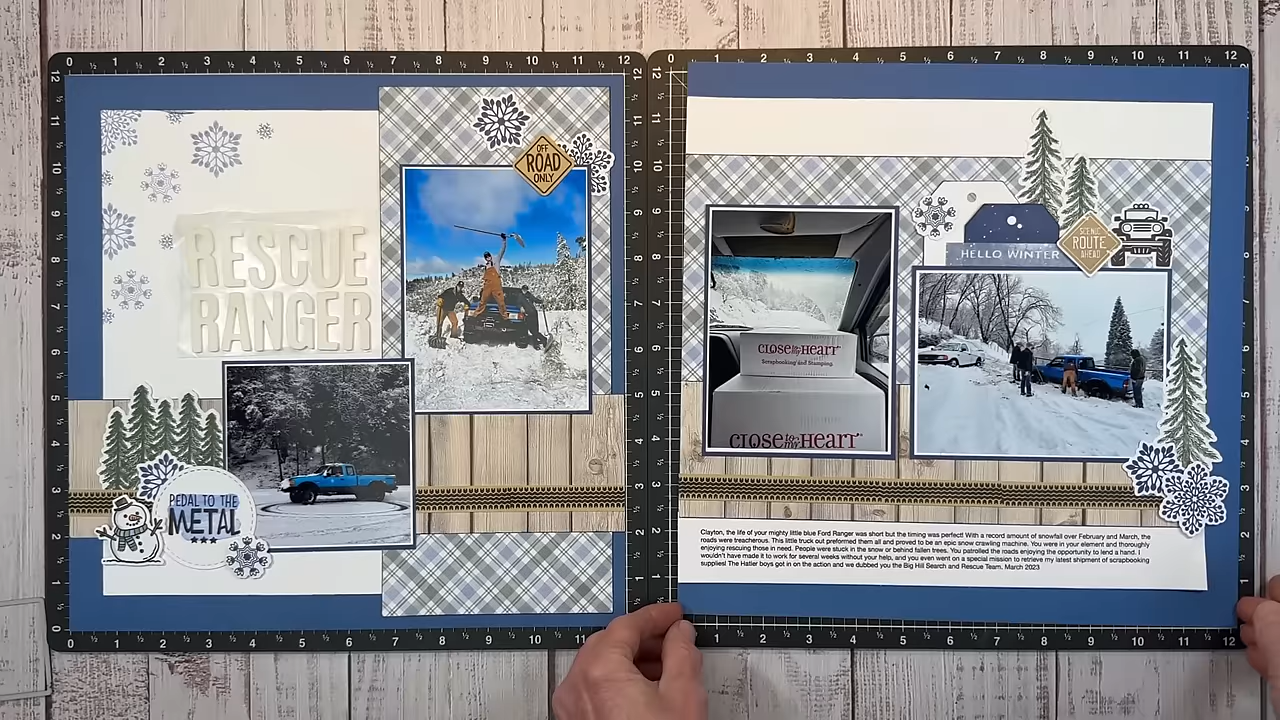 OFF
ROAD
ONLY
RESCUE
RANGER
PEDAL TO THE
METAL
HELLO WINTER
SCENIC
ROUTE
AHEAD
CLOSE to my HEART
Scrapbooking and Stamping.
CLOSE to my HEART
Clayton, the life of your mighty little blue Ford Ranger was short but the timing was perfect! With a record amount of snowfall over February and March, the
roads were treacherous. This little truck out preformed them all and proved to be an epic snow crawling machine. You were in your element and thoroughly
enjoying rescuing those in need. People were stuck in the snow or behind fallen trees. You patrolled the roads enjoying the opportunity to lend a hand. I
wouldn't have made it to work for several weeks without your help, and you even went on a special mission to retrieve my latest shipment of scrapbooking
supplies! The Hatler boys got in on the action and we dubbed you the Big Hill Search and Rescue Team. March 2023